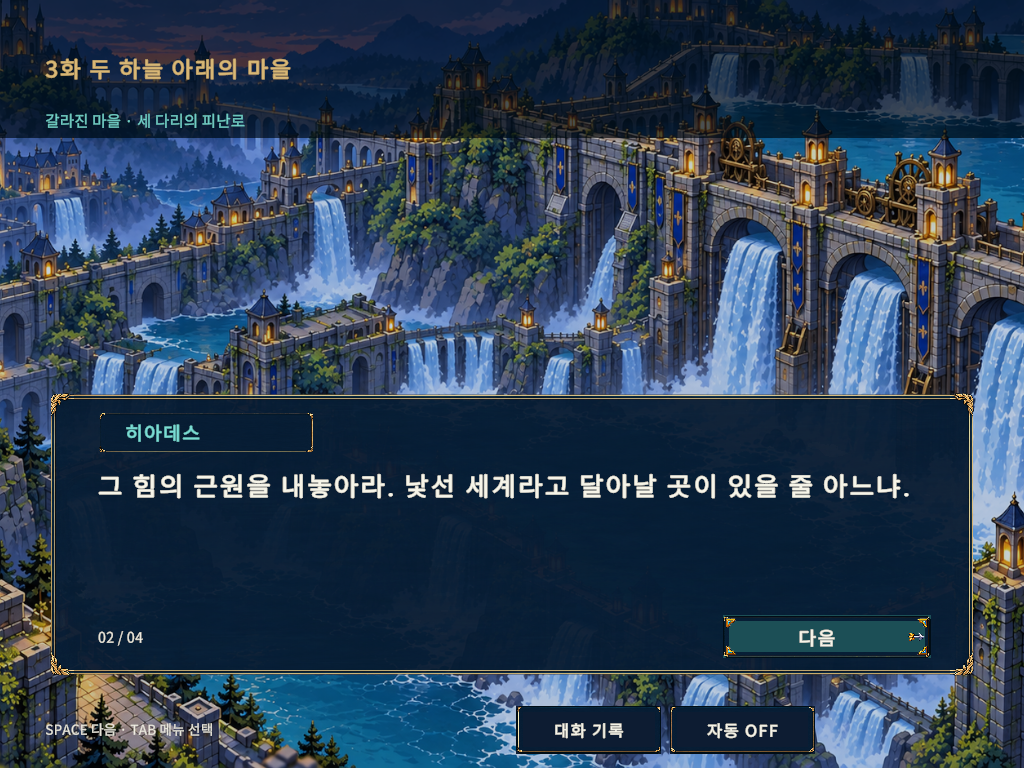 3화 두 하늘 아래의 마을
갈라진 마을 · 세 다리의 피난로
히아데스
그 힘의 근원을 내놓아라. 낯선 세계라고 달아날 곳이 있을 줄 아느냐.
02 / 04
다음
SPACE 다음 · TAB 메뉴 선택
대화 기록
자동 OFF